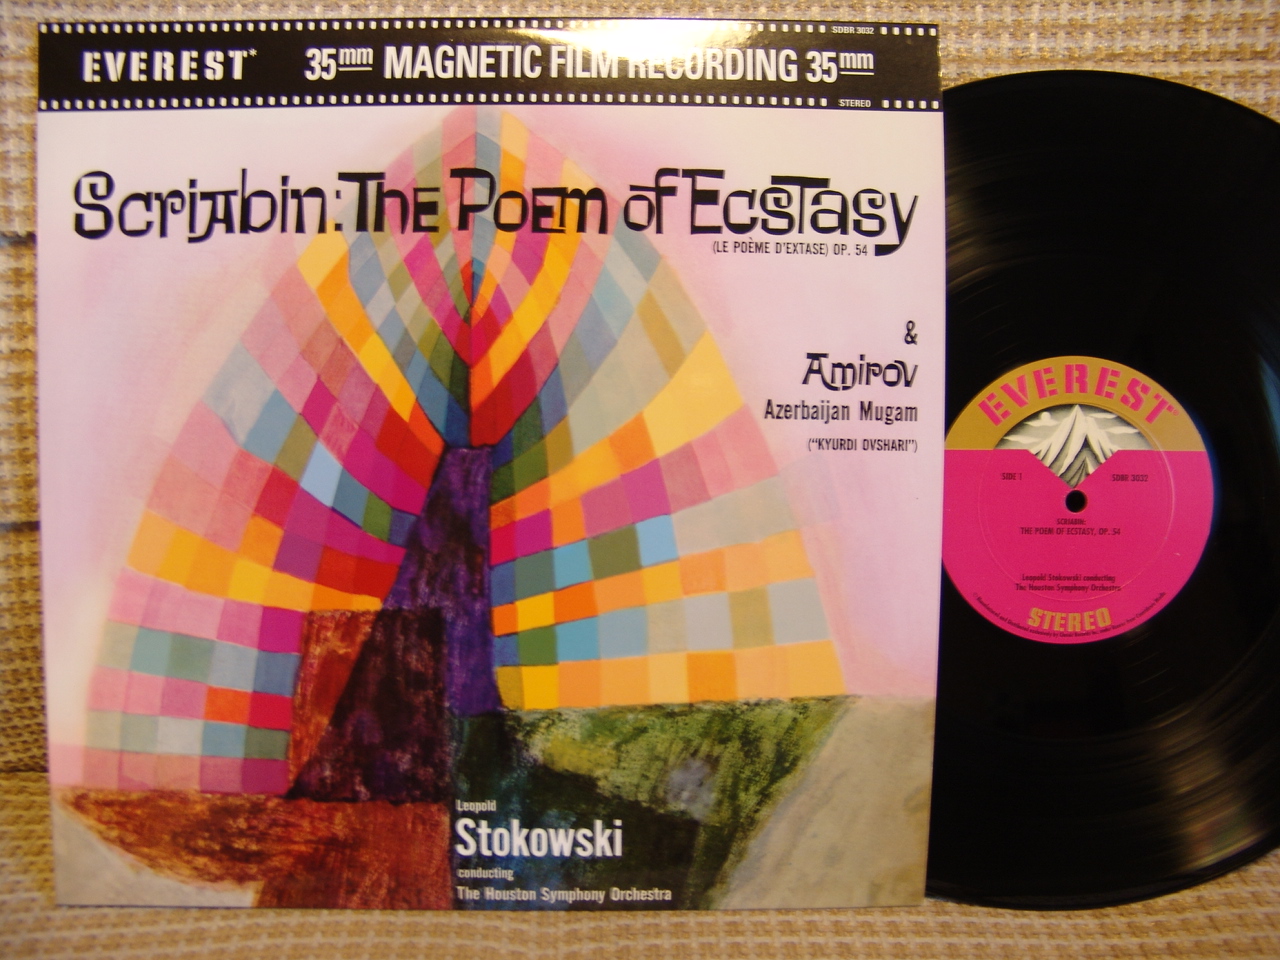 SDBR 3032
EVEREST* 35mm MAGNETIC FILM RECORDING 35mm
STEREO
Scriabin: The Poem of Ecstasy
(LE POÈME D'EXTASE) OP. 54
&
Amirov
Azerbaijan Mugam
("KYURDI OVSHARI")
Leopold
Stokowski
conducting
The Houston Symphony Orchestra
EVEREST
SIDE 1 SDBR 3032
SCRIABIN:
THE POEM OF ECSTASY, OP. 54
Leopold Stokowski conducting
The Houston Symphony Orchestra
STEREO